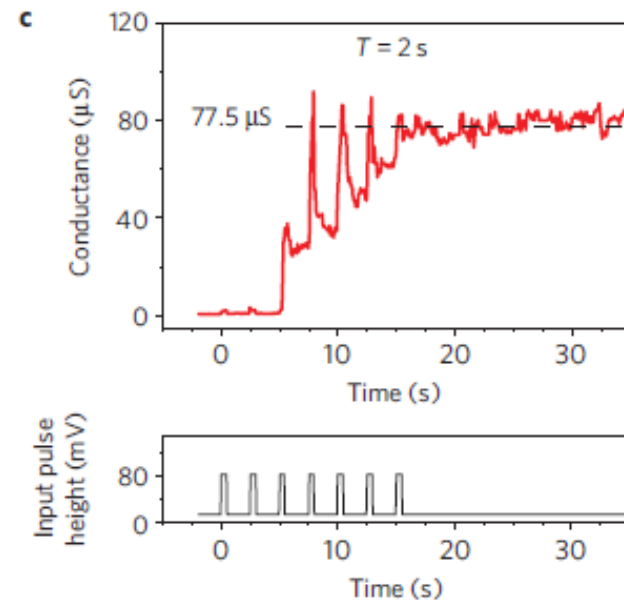 c
120
T = 2 s
Conductance (μS)
77.5 μS
80
40
0
0 10 20 30
Time (s)
Input pulse
height (mV)
80
0
0 10 20 30
Time (s)